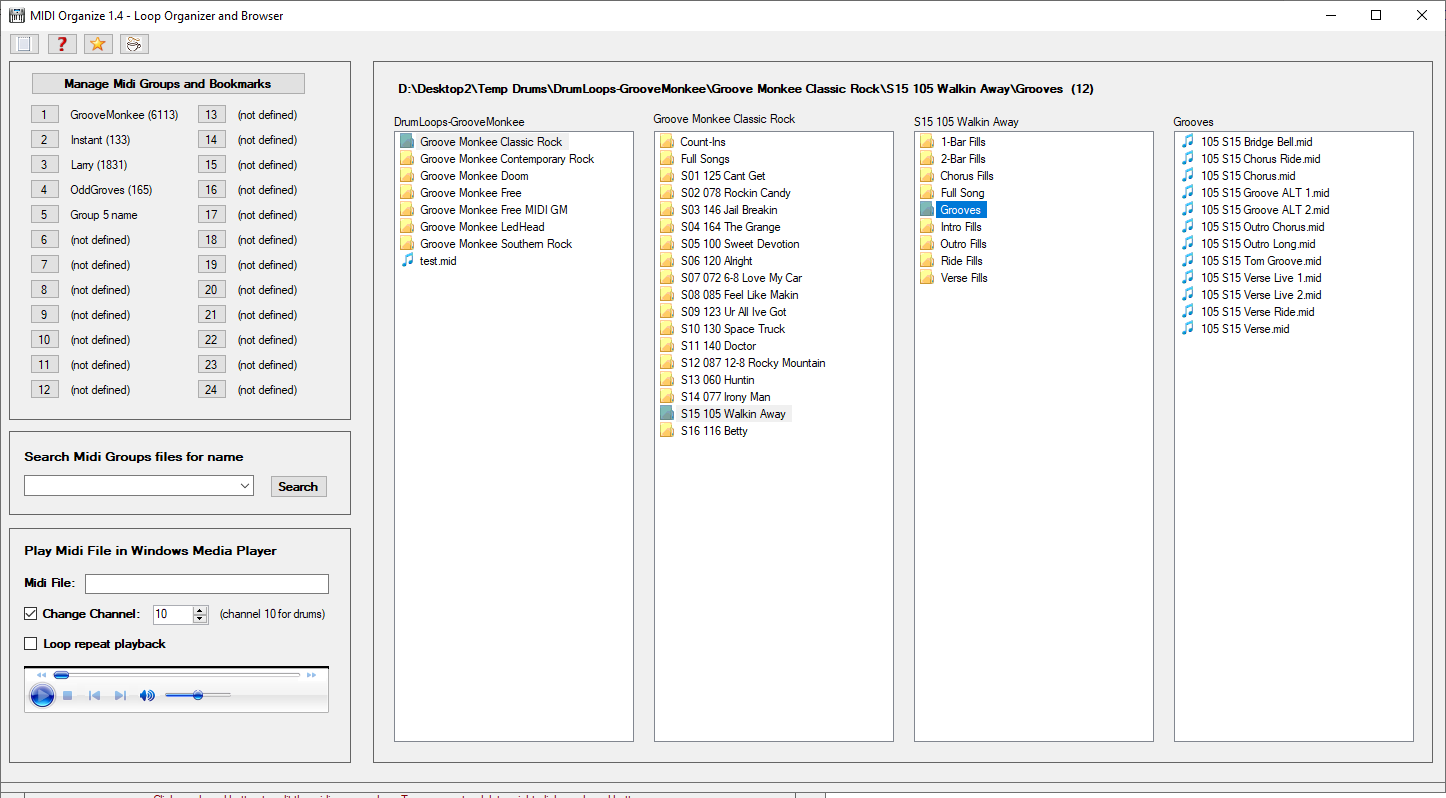 MIDI Organize 1.4 - Loop Organizer and Browser
?
Manage Midi Groups and Bookmarks
1 GrooveMonkee (6113) 13 (not defined)
2 Instant (133) 14 (not defined)
3 Larry (1831) 15 (not defined)
4 OddGroves (165) 16 (not defined)
5 Group 5 name 17 (not defined)
6 (not defined) 18 (not defined)
7 (not defined) 19 (not defined)
8 (not defined) 20 (not defined)
9 (not defined) 21 (not defined)
10 (not defined) 22 (not defined)
11 (not defined) 23 (not defined)
12 (not defined) 24 (not defined)
Search Midi Groups files for name
Search
Play Midi File in Windows Media Player
Midi File:
Change Channel: 10 (channel 10 for drums)
Loop repeat playback
D:\Desktop2\Temp Drums\DrumLoops-GrooveMonkee\Groove Monkee Classic Rock\S15 105 Walkin Away\Grooves (12)
DrumLoops-GrooveMonkee
Groove Monkee Classic Rock
Groove Monkee Contemporary Rock
Groove Monkee Doom
Groove Monkee Free
Groove Monkee Free MIDI GM
Groove Monkee LedHead
Groove Monkee Southern Rock
test.mid
Groove Monkee Classic Rock
Count-Ins
Full Songs
S01 125 Cant Get
S02 078 Rockin Candy
S03 146 Jail Breakin
S04 164 The Grange
S05 100 Sweet Devotion
S06 120 Alright
S07 072 6-8 Love My Car
S08 085 Feel Like Makin
S09 123 Ur All Ive Got
S10 130 Space Truck
S11 140 Doctor
S12 087 12-8 Rocky Mountain
S13 060 Huntin
S14 077 Irony Man
S15 105 Walkin Away
S16 116 Betty
S15 105 Walkin Away
1-Bar Fills
2-Bar Fills
Chorus Fills
Full Song
Grooves
Intro Fills
Outro Fills
Ride Fills
Verse Fills
Grooves
105 S15 Bridge Bell.mid
105 S15 Chorus Ride.mid
105 S15 Chorus.mid
105 S15 Groove ALT 1.mid
105 S15 Groove ALT 2.mid
105 S15 Outro Chorus.mid
105 S15 Outro Long.mid
105 S15 Tom Groove.mid
105 S15 Verse Live 1.mid
105 S15 Verse Live 2.mid
105 S15 Verse Ride.mid
105 S15 Verse.mid